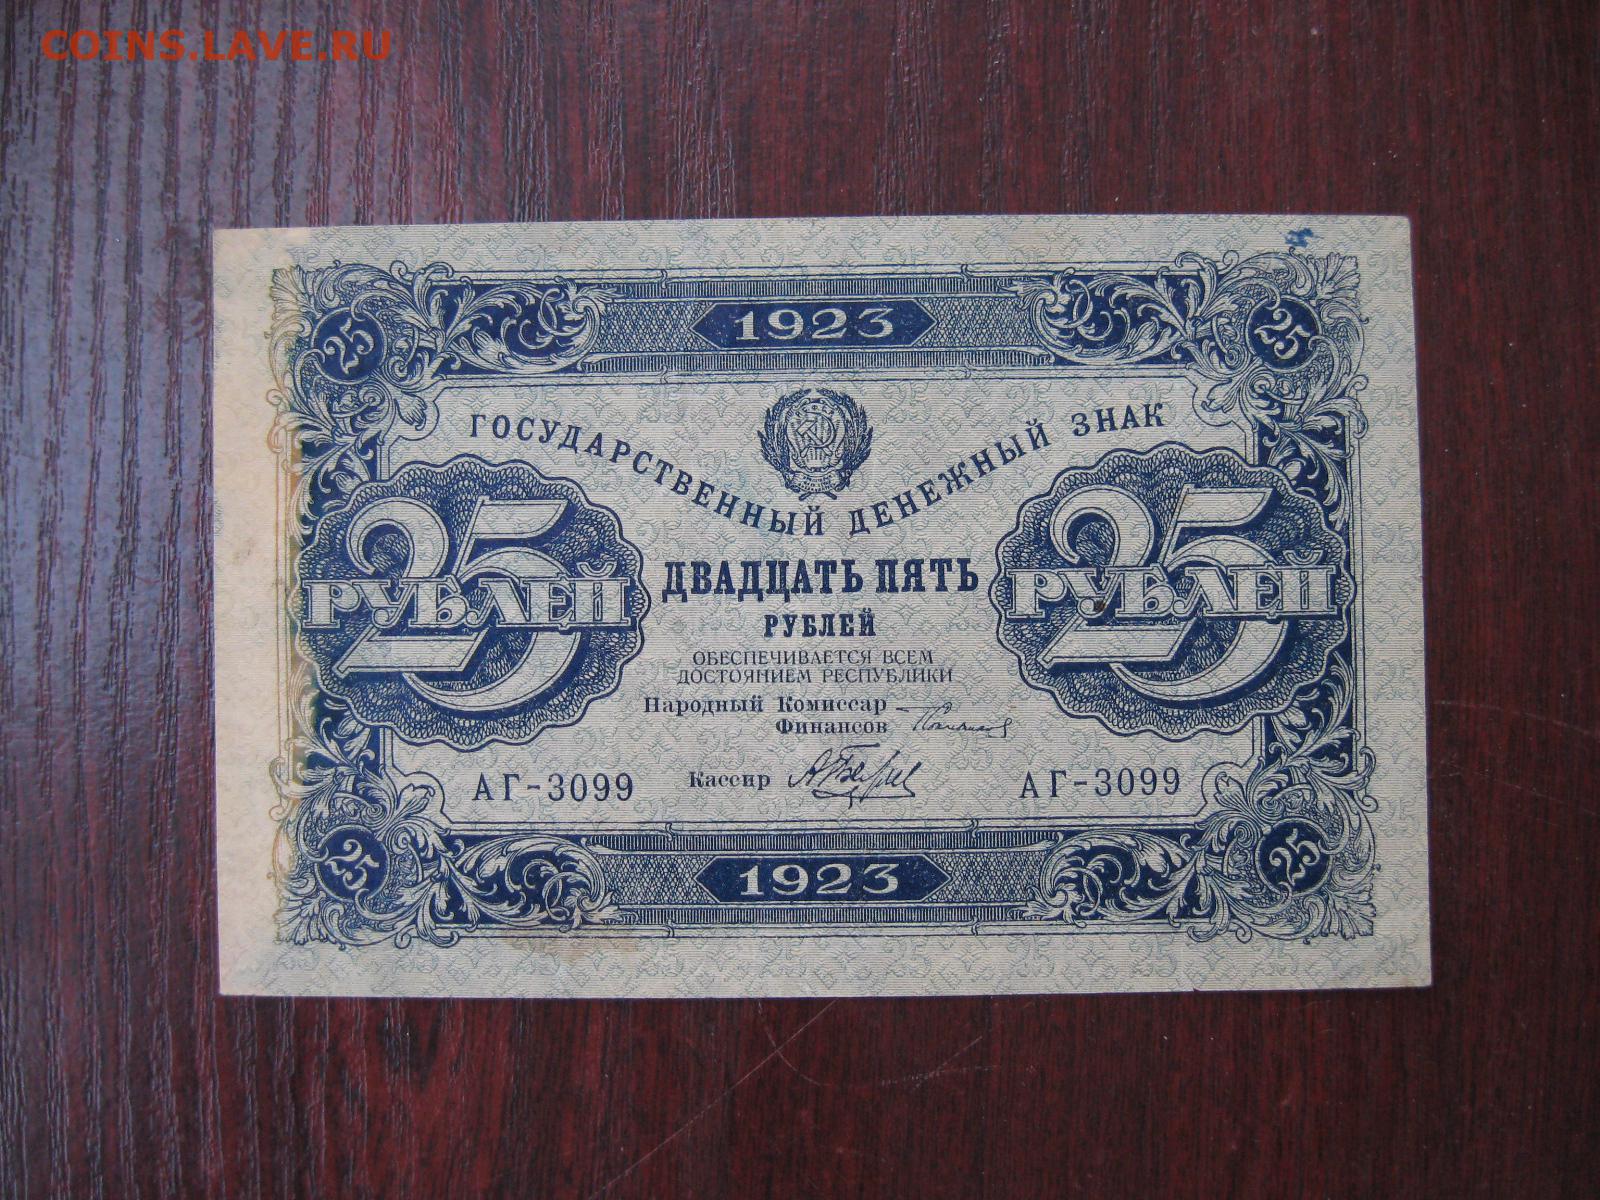 COINS.LAVE.RU
1923
25 25
ГОСУДАРСТВЕННЫЙ ДЕНЕЖНЫЙ ЗНАК
25 РУБЛЕЙ
25 РУБЛЕЙ
ДВАДЦАТЬ ПЯТЬ
РУБЛЕЙ
ОБЕСПЕЧИВАЕТСЯ ВСЕМ
ДОСТОЯНИЕМ РЕСПУБЛИКИ
Народный Комиссар
Финансов
Кассир
АГ-3099 АГ-3099
25 25
1923